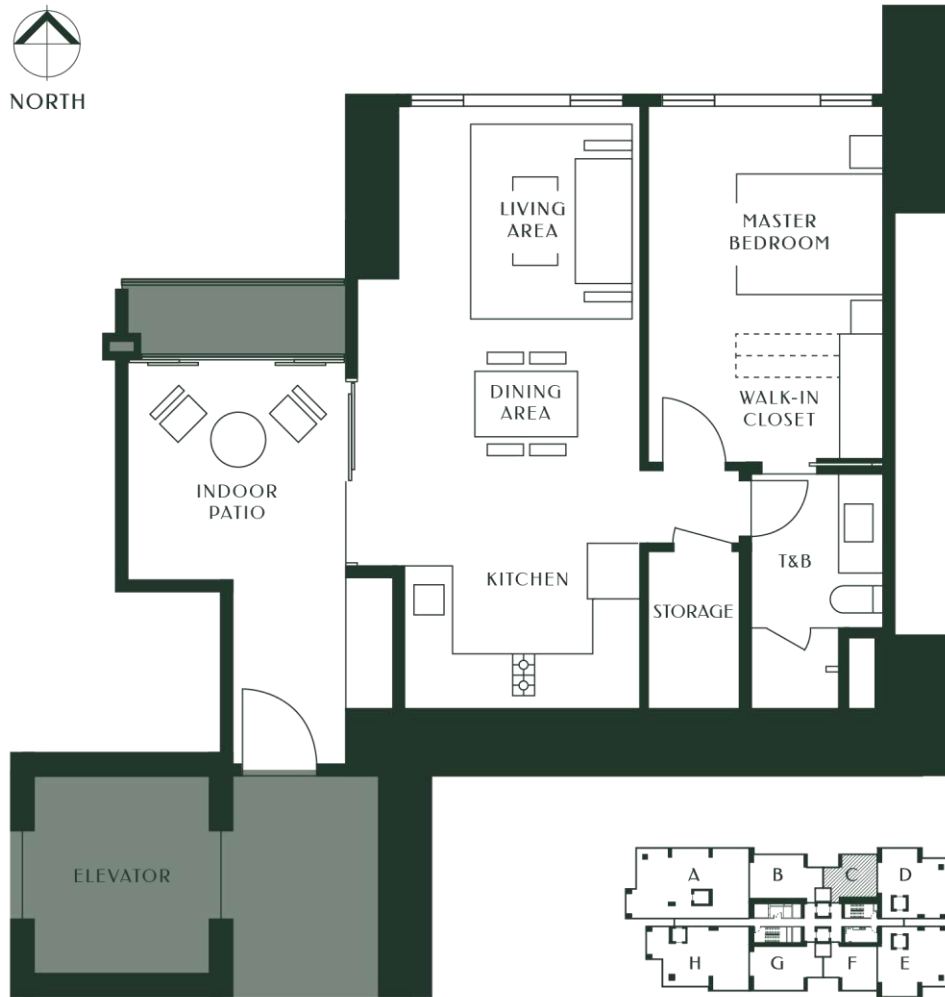 NORTH
LIVING
AREA
MASTER
BEDROOM
DINING
AREA
WALK-IN
CLOSET
INDOOR
PATIO
T&B
KITCHEN
STORAGE
ELEVATOR
A
B
C
D
H
G
F
E